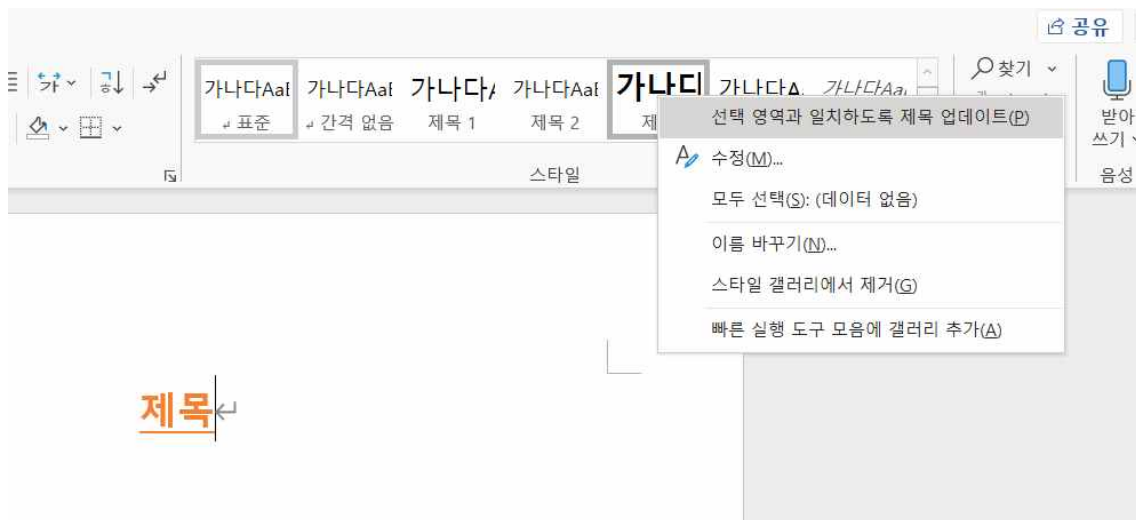 공유
가나다AaE 가나다AaE 가나다 가나다AaE 가나다 가나다A. 가나다Aa 찾기
표준 간격 없음 제목 1 제목 2
선택 영역과 일치하도록 제목 업데이트(P)
받아
쓰기
수정(M)...
스타일
음성
모두 선택(S): (데이터 없음)
이름 바꾸기(N)...
스타일 갤러리에서 제거(G)
빠른 실행 도구 모음에 갤러리 추가(A)
제목